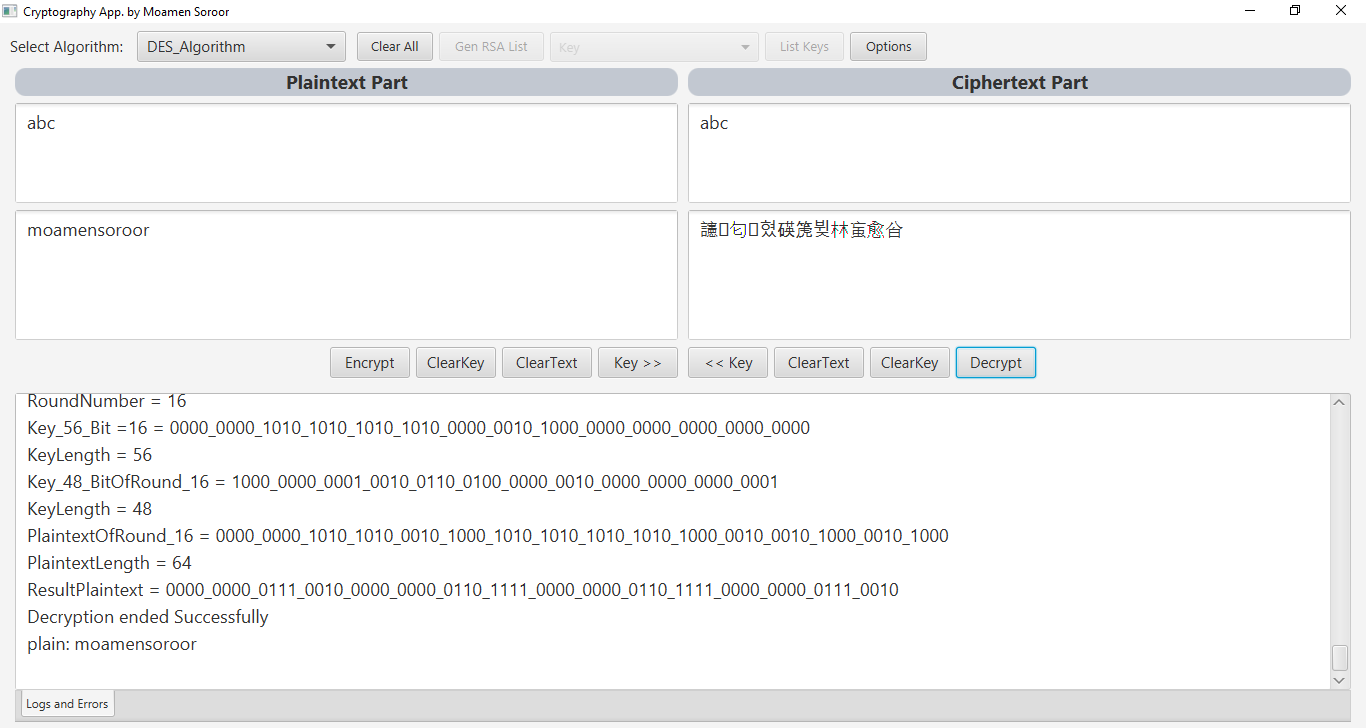 Cryptography App. by Moamen Soroor
Select Algorithm: DES_Algorithm Clear All Gen RSA List Key List Keys Options
Plaintext Part
Ciphertext Part
abc
abc
moamensoroor
Encrypt ClearKey ClearText Key >> << Key ClearText ClearKey Decrypt
RoundNumber = 16
Key_56_Bit =16 = 0000_0000_1010_1010_1010_1010_0000_0010_1000_0000_0000_0000_0000_0000
KeyLength = 56
Key_48_BitOfRound_16 = 1000_0000_0001_0010_0110_0100_0000_0010_0000_0000_0000_0001
KeyLength = 48
PlaintextOfRound_16 = 0000_0000_1010_1010_0010_1000_1010_1010_1010_1010_1000_0010_0010_1000_0010_1000
PlaintextLength = 64
ResultPlaintext = 0000_0000_0111_0010_0000_0000_0110_1111_0000_0000_0110_1111_0000_0000_0111_0010
Decryption ended Successfully
plain: moamensoroor
Logs and Errors